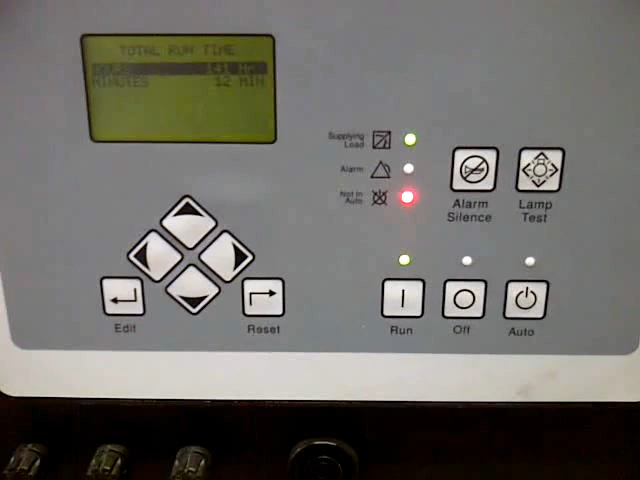 TOTAL RUN TIME
HOURS 141 Hr
MINUTES 12 MIN
Supplying
Load
Alarm
Not In
Auto
Alarm
Silence
Lamp
Test
Edit
Reset
Run
Off
Auto